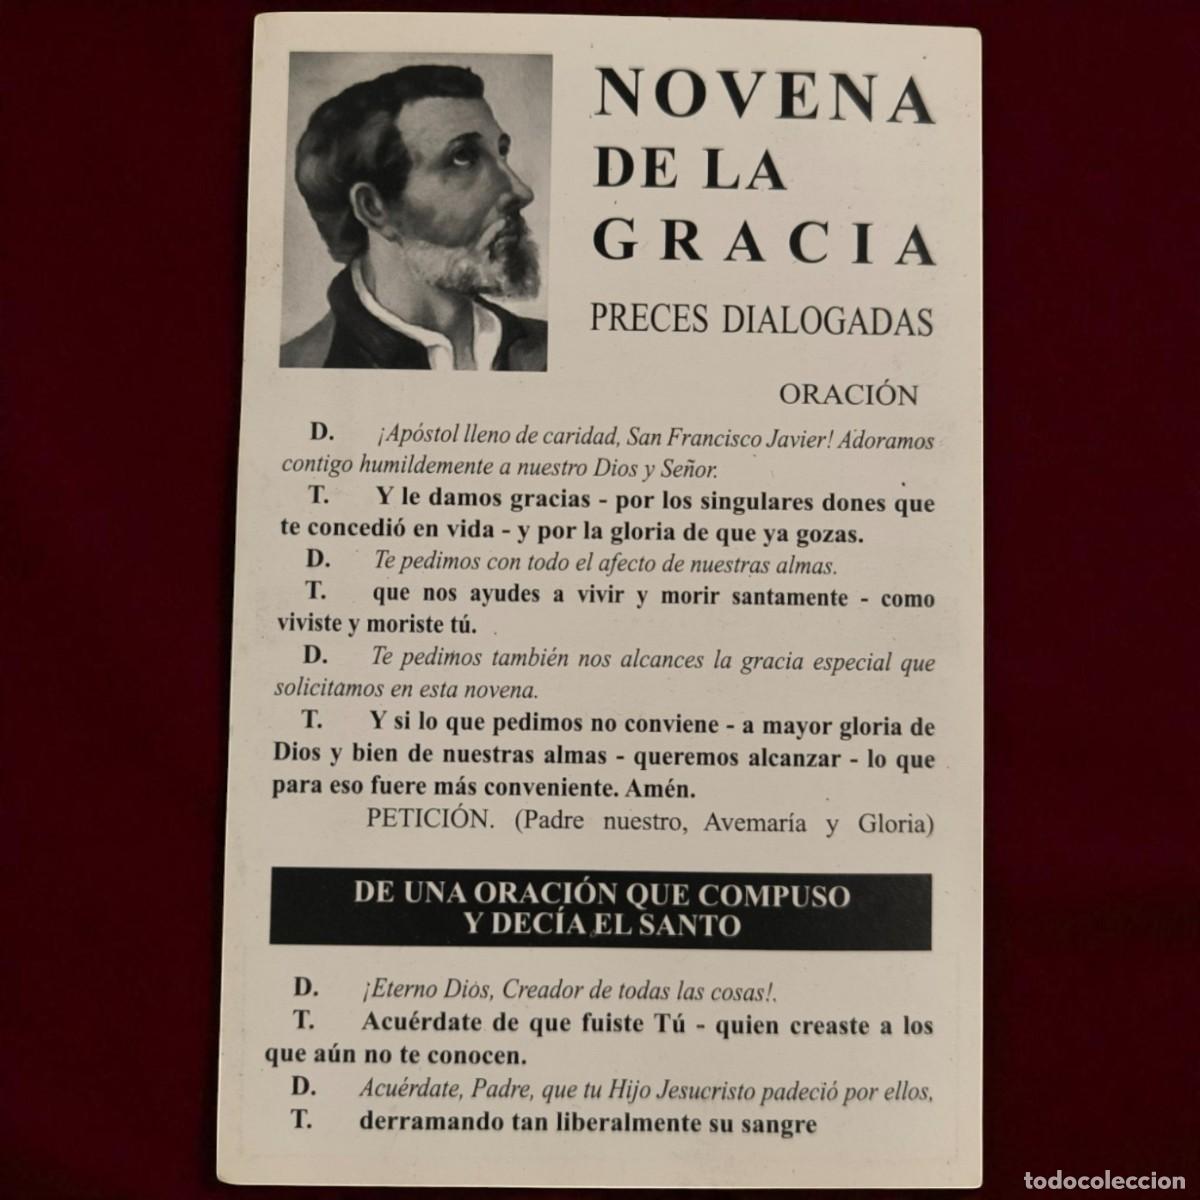 NOVENA
DE LA
GRACIA
PRECES DIALOGADAS
ORACIÓN
D. ¡Apóstol lleno de caridad, San Francisco Javier! Adoramos
contigo humildemente a nuestro Dios y Señor.
T. Y le damos gracias - por los singulares dones que
te concedió en vida - y por la gloria de que ya gozas.
D. Te pedimos con todo el afecto de nuestras almas.
T. que nos ayudes a vivir y morir santamente - como
viviste y moriste tú.
D. Te pedimos también nos alcances la gracia especial que
solicitamos en esta novena.
T. Y si lo que pedimos no conviene - a mayor gloria de
Dios y bien de nuestras almas - queremos alcanzar - lo que
para eso fuere más conveniente. Amén.
PETICIÓN. (Padre nuestro, Avemaría y Gloria)
DE UNA ORACIÓN QUE COMPUSO
Y DECÍA EL SANTO
D. ¡Eterno Dios, Creador de todas las cosas!.
T. Acuérdate de que fuiste Tú - quien creaste a los
que aún no te conocen.
D. Acuérdate, Padre, que tu Hijo Jesucristo padeció por ellos,
T. derramando tan liberalmente su sangre
todocoleccion